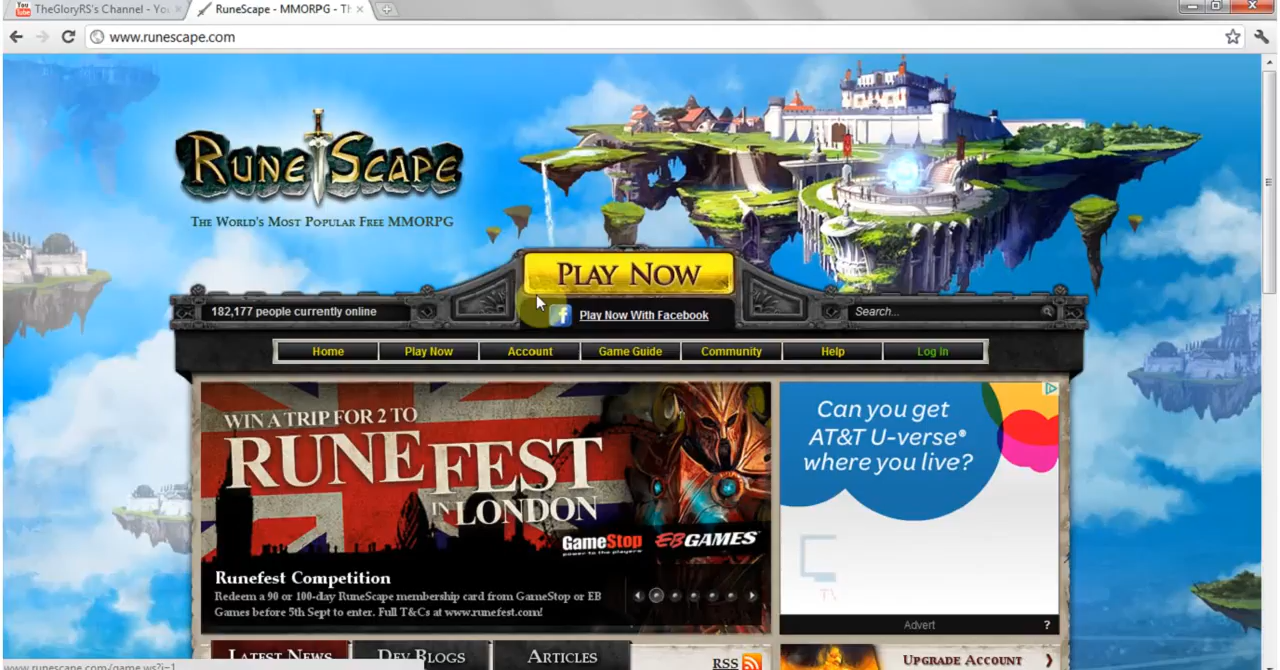 TheGloryRS's Channel - Yo
RuneScape - MMORPG - Th
www.runescape.com
RUNESCAPE
THE WORLD'S MOST POPULAR FREE MMORPG
PLAY NOW
182,177 people currently online
Play Now With Facebook
Search...
Home
Play Now
Account
Game Guide
Community
Help
Log In
WIN A TRIP FOR 2 TO
RUNEFEST
IN LONDON
GameStop
power to the players
EB GAMES
Runefest Competition
Redeem a 90 or 100-day RuneScape membership card from GameStop or EB
Games before 5th Sept to enter. Full T&Cs at www.runefest.com!
Can you get
AT&T U-verse®
where you live?
TV
Advert
?
LATEST NEWS
DEV BLOGS
ARTICLES
RSS
UPGRADE ACCOUNT
www.runescape.com/game.ws?j=1